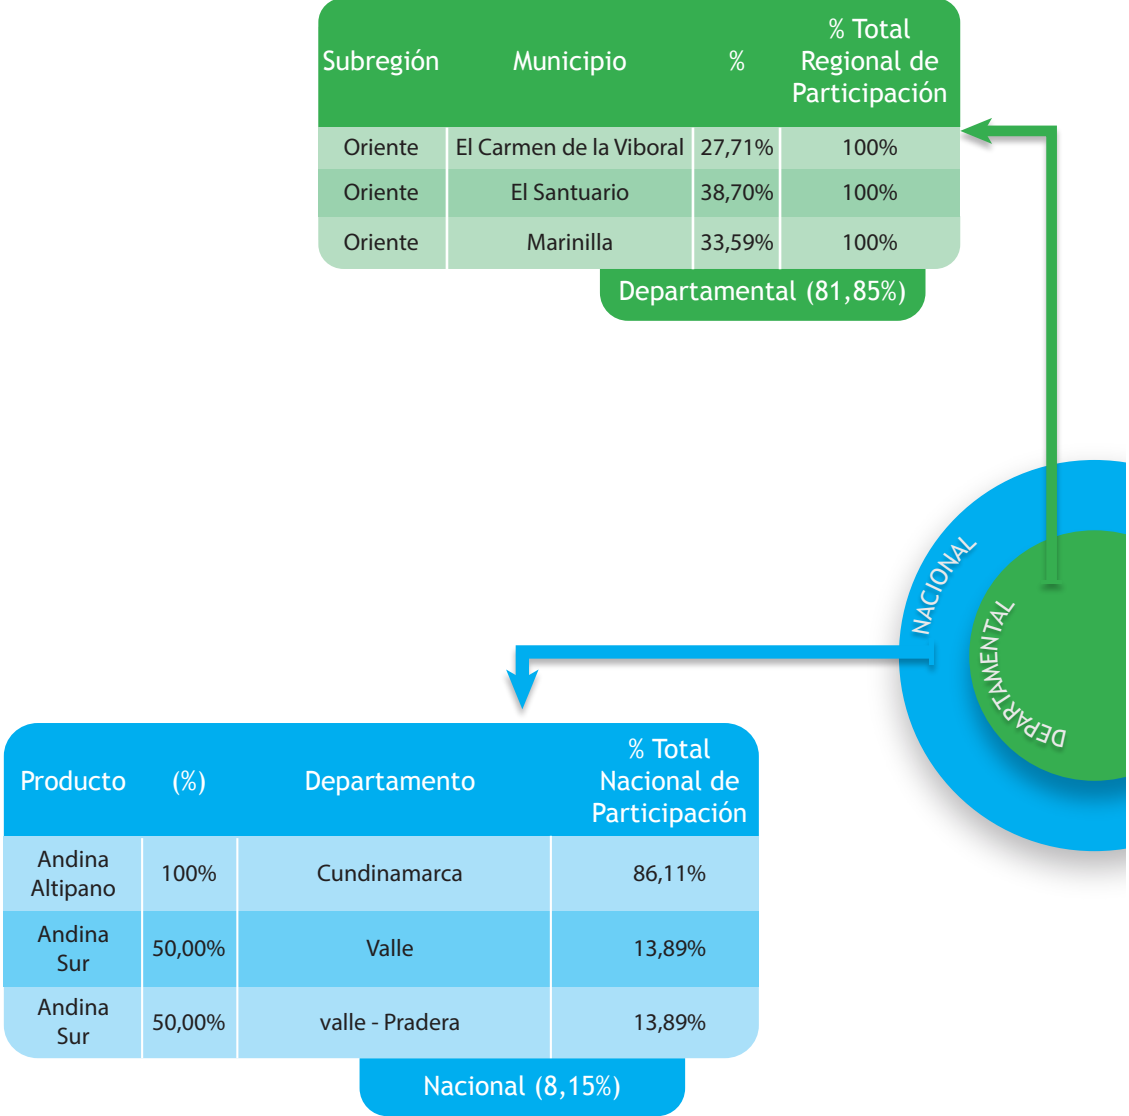 Subregión Municipio % % Total Regional de Participación
Oriente El Carmen de la Viboral 27,71% 100%
Oriente El Santuario 38,70% 100%
Oriente Marinilla 33,59% 100%
Departamental (81,85%)
NACIONAL
DEPARTAMENTAL
Producto (%) Departamento % Total Nacional de Participación
Andina Altipano 100% Cundinamarca 86,11%
Andina Sur 50,00% Valle 13,89%
Andina Sur 50,00% valle - Pradera 13,89%
Nacional (8,15%)